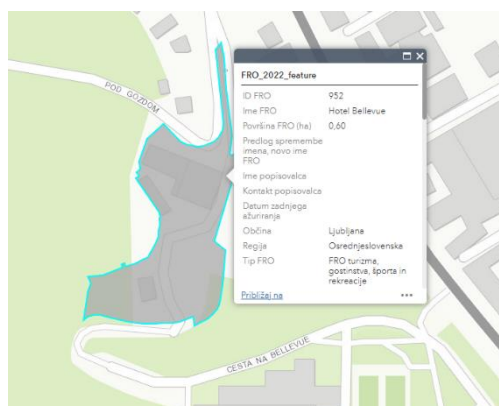 POD GOZDOM
FRO_2022_feature
ID FRO 952
Ime FRO Hotel Bellevue
Površina FRO (ha) 0,60
Predlog spremembe
imena, novo ime
FRO
Ime popisovalca
Kontakt popisovalca
Datum zadnjega
ažuriranja
Občina Ljubljana
Regija Osrednjeslovenska
Tip FRO FRO turizma,
gostinstva, športa in
rekreacije
Približaj na
CESTA NA BELLEVUE